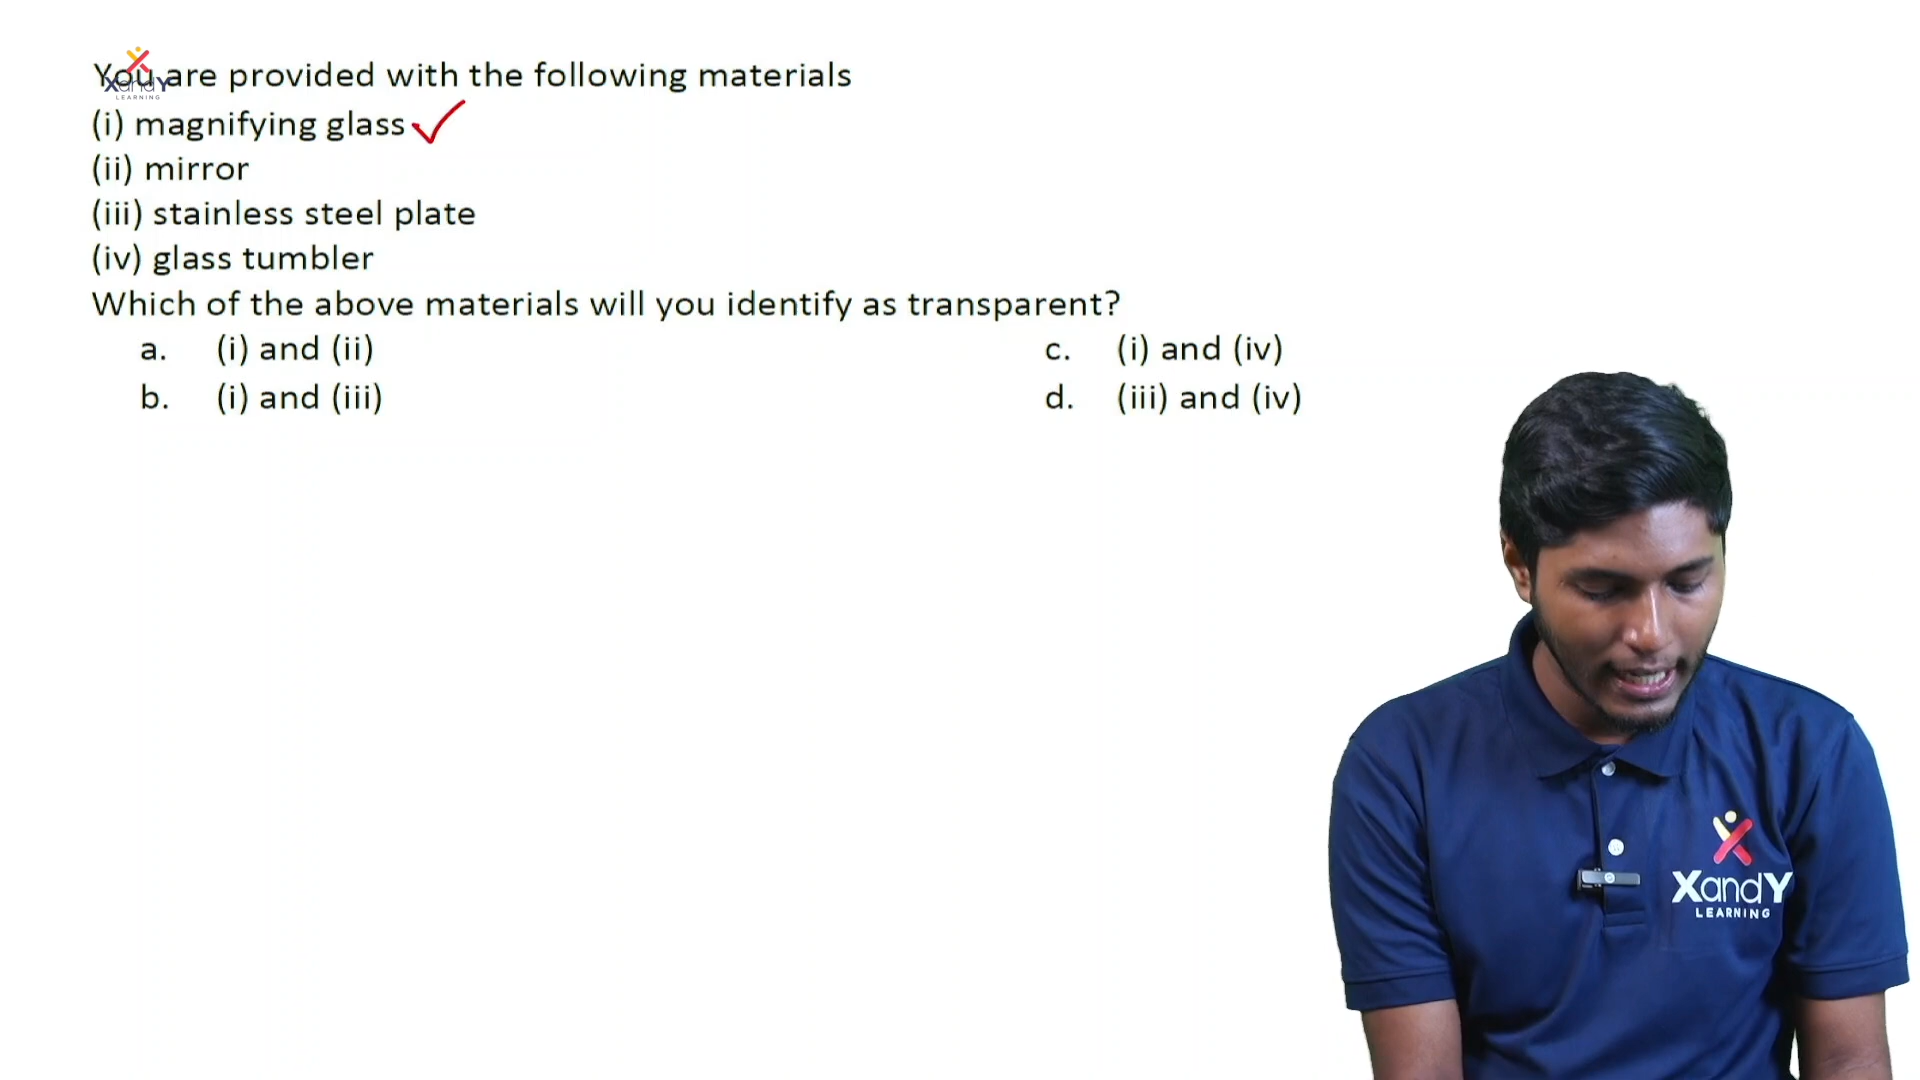 You are provided with the following materials
XandY
LEARNING
(i) magnifying glass
(ii) mirror
(iii) stainless steel plate
(iv) glass tumbler
Which of the above materials will you identify as transparent?
a. (i) and (ii)
c. (i) and (iv)
b. (i) and (iii)
d. (iii) and (iv)
XandY
LEARNING